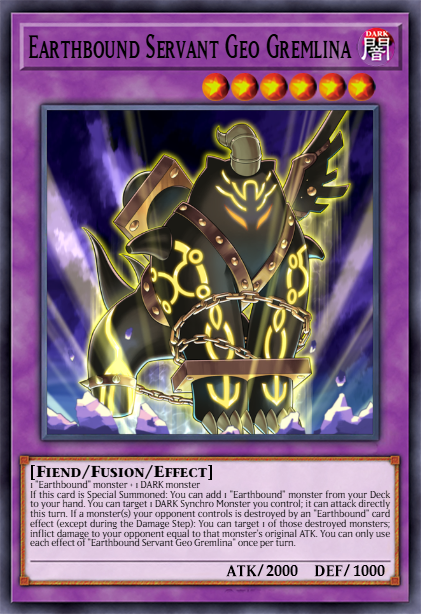 EARTHBOUND SERVANT GEO GREMLINA
DARK
闇
[FIEND/FUSION/EFFECT]
1 "Earthbound" monster + 1 DARK monster
If this card is Special Summoned: You can add 1 "Earthbound" monster from your Deck
to your hand. You can target 1 DARK Synchro Monster you control; it can attack directly
this turn. If a monster(s) your opponent controls is destroyed by an "Earthbound" card
effect (except during the Damage Step): You can target 1 of those destroyed monsters;
inflict damage to your opponent equal to that monster's original ATK. You can only use
each effect of "Earthbound Servant Geo Gremlina" once per turn.
ATK/2000 DEF/1000